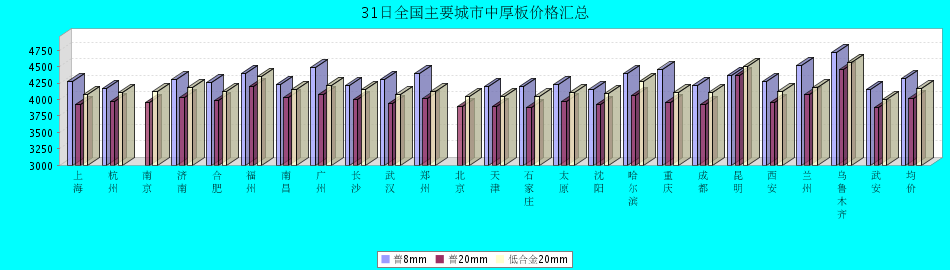 31日全国主要城市中厚板价格汇总
4750
4500
4250
4000
3750
3500
3250
3000
上海
杭州
南京
济南
合肥
福州
南昌
广州
长沙
武汉
郑州
北京
天津
石家庄
太原
沈阳
哈尔滨
重庆
成都
昆明
西安
兰州
乌鲁木齐
武安
均价
普8mm 普20mm 低合金20mm